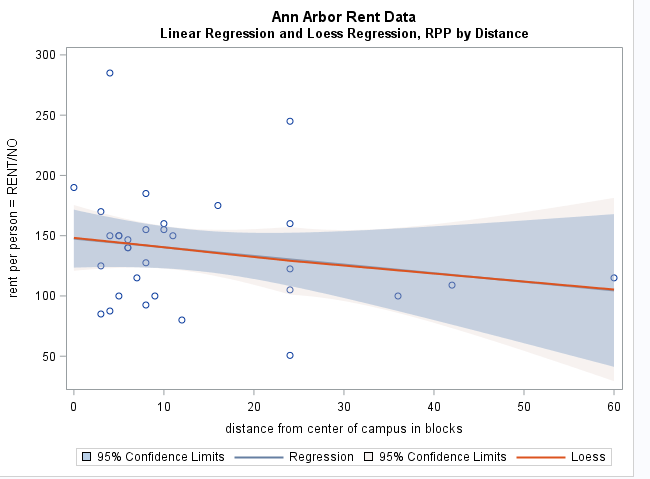 Ann Arbor Rent Data
Linear Regression and Loess Regression, RPP by Distance
rent per person = RENT/NO
300
250
200
150
100
50
0 10 20 30 40 50 60
distance from center of campus in blocks
95% Confidence Limits Regression 95% Confidence Limits Loess